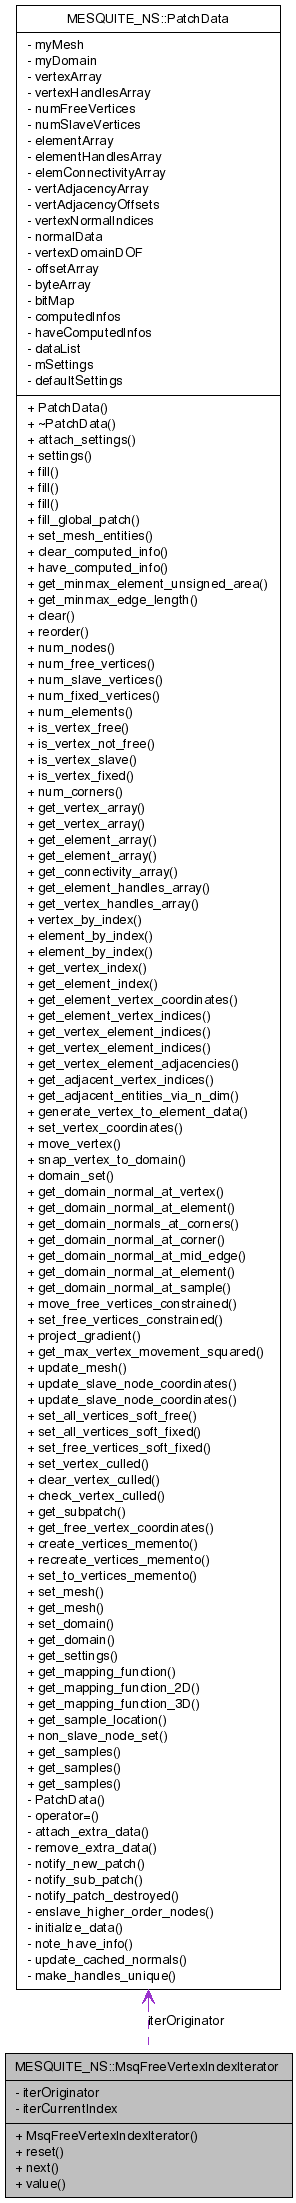 MESQUITE_NS::PatchData
- myMesh
- myDomain
- vertexArray
- vertexHandlesArray
- numFreeVertices
- numSlaveVertices
- elementArray
- elementHandlesArray
- elemConnectivityArray
- vertAdjacencyArray
- vertAdjacencyOffsets
- vertexNormalIndices
- normalData
- vertexDomainDOF
- offsetArray
- byteArray
- bitMap
- computedInfos
- haveComputedInfos
- dataList
- mSettings
- defaultSettings
+ PatchData()
+ ~PatchData()
+ attach_settings()
+ settings()
+ fill()
+ fill()
+ fill()
+ fill_global_patch()
+ set_mesh_entities()
+ clear_computed_info()
+ have_computed_info()
+ get_minmax_element_unsigned_area()
+ get_minmax_edge_length()
+ clear()
+ reorder()
+ num_nodes()
+ num_free_vertices()
+ num_slave_vertices()
+ num_fixed_vertices()
+ num_elements()
+ is_vertex_free()
+ is_vertex_not_free()
+ is_vertex_slave()
+ is_vertex_fixed()
+ num_corners()
+ get_vertex_array()
+ get_vertex_array()
+ get_element_array()
+ get_element_array()
+ get_connectivity_array()
+ get_element_handles_array()
+ get_vertex_handles_array()
+ vertex_by_index()
+ element_by_index()
+ element_by_index()
+ get_vertex_index()
+ get_element_index()
+ get_element_vertex_coordinates()
+ get_element_vertex_indices()
+ get_vertex_element_indices()
+ get_vertex_element_indices()
+ get_vertex_element_adjacencies()
+ get_adjacent_vertex_indices()
+ get_adjacent_entities_via_n_dim()
+ generate_vertex_to_element_data()
+ set_vertex_coordinates()
+ move_vertex()
+ snap_vertex_to_domain()
+ domain_set()
+ get_domain_normal_at_vertex()
+ get_domain_normal_at_element()
+ get_domain_normals_at_corners()
+ get_domain_normal_at_corner()
+ get_domain_normal_at_mid_edge()
+ get_domain_normal_at_element()
+ get_domain_normal_at_sample()
+ move_free_vertices_constrained()
+ set_free_vertices_constrained()
+ project_gradient()
+ get_max_vertex_movement_squared()
+ update_mesh()
+ update_slave_node_coordinates()
+ update_slave_node_coordinates()
+ set_all_vertices_soft_free()
+ set_all_vertices_soft_fixed()
+ set_free_vertices_soft_fixed()
+ set_vertex_culled()
+ clear_vertex_culled()
+ check_vertex_culled()
+ get_subpatch()
+ get_free_vertex_coordinates()
+ create_vertices_memento()
+ recreate_vertices_memento()
+ set_to_vertices_memento()
+ set_mesh()
+ get_mesh()
+ set_domain()
+ get_domain()
+ get_settings()
+ get_mapping_function()
+ get_mapping_function_2D()
+ get_mapping_function_3D()
+ get_sample_location()
+ non_slave_node_set()
+ get_samples()
+ get_samples()
+ get_samples()
- PatchData()
- operator=()
- attach_extra_data()
- remove_extra_data()
- notify_new_patch()
- notify_sub_patch()
- notify_patch_destroyed()
- enslave_higher_order_nodes()
- initialize_data()
- note_have_info()
- update_cached_normals()
- make_handles_unique()
iterOriginator
MESQUITE_NS::MsqFreeVertexIndexIterator
- iterOriginator
- iterCurrentIndex
+ MsqFreeVertexIndexIterator()
+ reset()
+ next()
+ value()